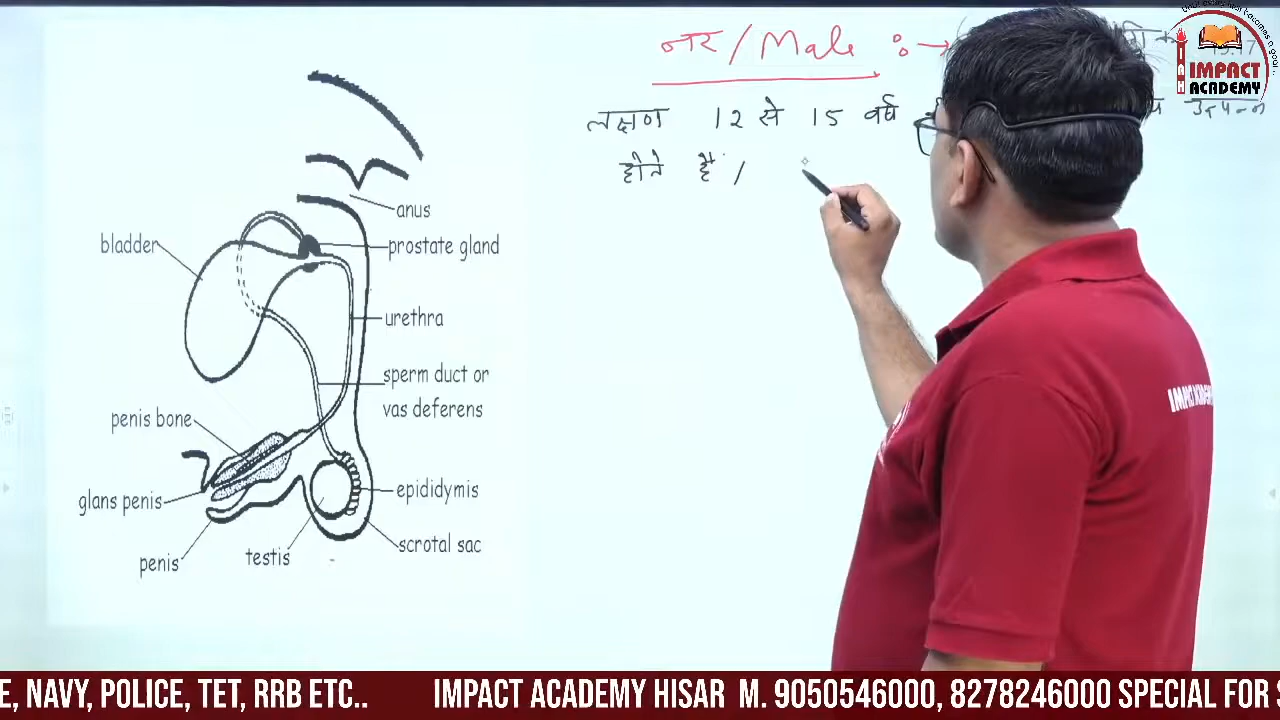 नर/Male :→
लक्षण 12 से 15 वर्ष
उत्पन्न
होते है /
IMPACT
ACADEMY
anus
bladder
prostate gland
urethra
sperm duct or
vas deferens
penis bone
epididymis
glans penis
scrotal sac
testis
penis
E, NAVY, POLICE, TET, RRB ETC.. IMPACT ACADEMY HISAR M. 9050546000, 8278246000 SPECIAL FOR S